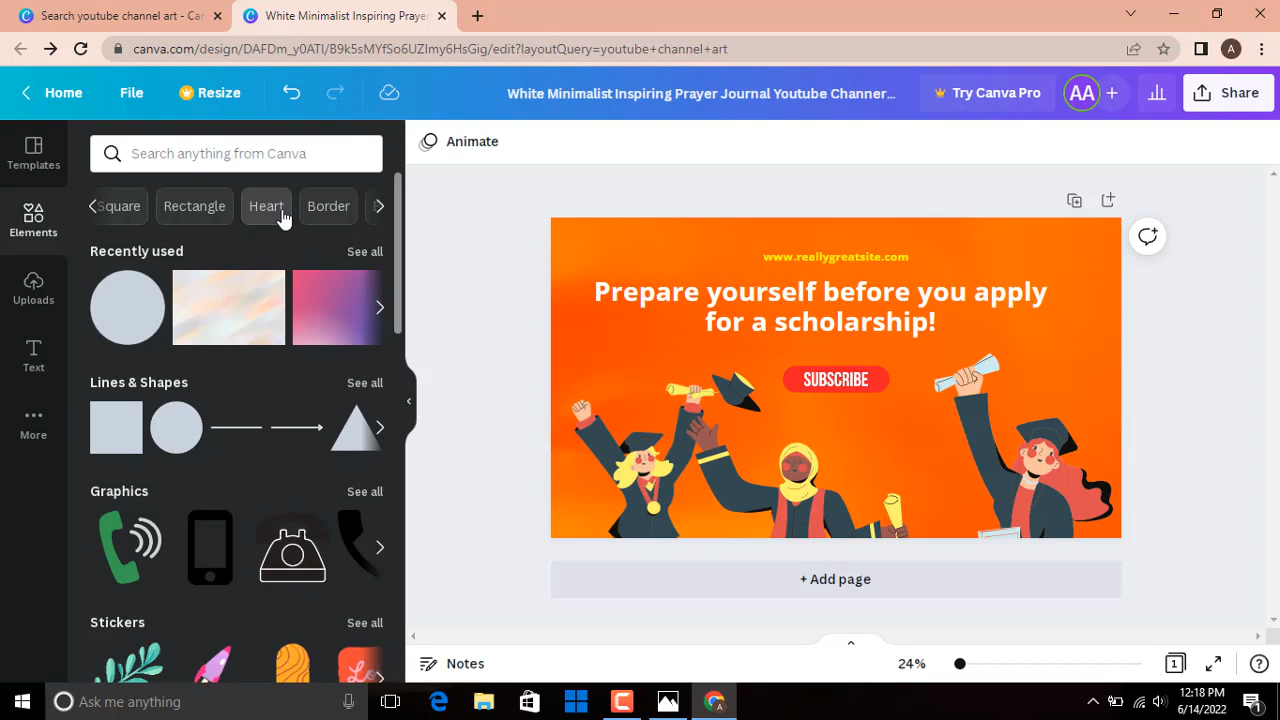 Search youtube channel art - Can
White Minimalist Inspiring Prayer
canva.com/design/DAFDm_y0ATI/B9k5sMYfSo6UZImy6HsGig/edit?layoutQuery=youtube+channel+art
A
Home
File
Resize
White Minimalist Inspiring Prayer Journal Youtube Channer...
Try Canva Pro
AA
Share
Templates
Elements
Uploads
Text
More
Search anything from Canva
Square
Rectangle
Heart
Border
Recently used
See all
Lines & Shapes
See all
Graphics
See all
Stickers
See all
Animate
www.reallygreatsite.com
Prepare yourself before you apply
for a scholarship!
SUBSCRIBE
+ Add page
Notes
24%
1
Ask me anything
12:18 PM
6/14/2022
1